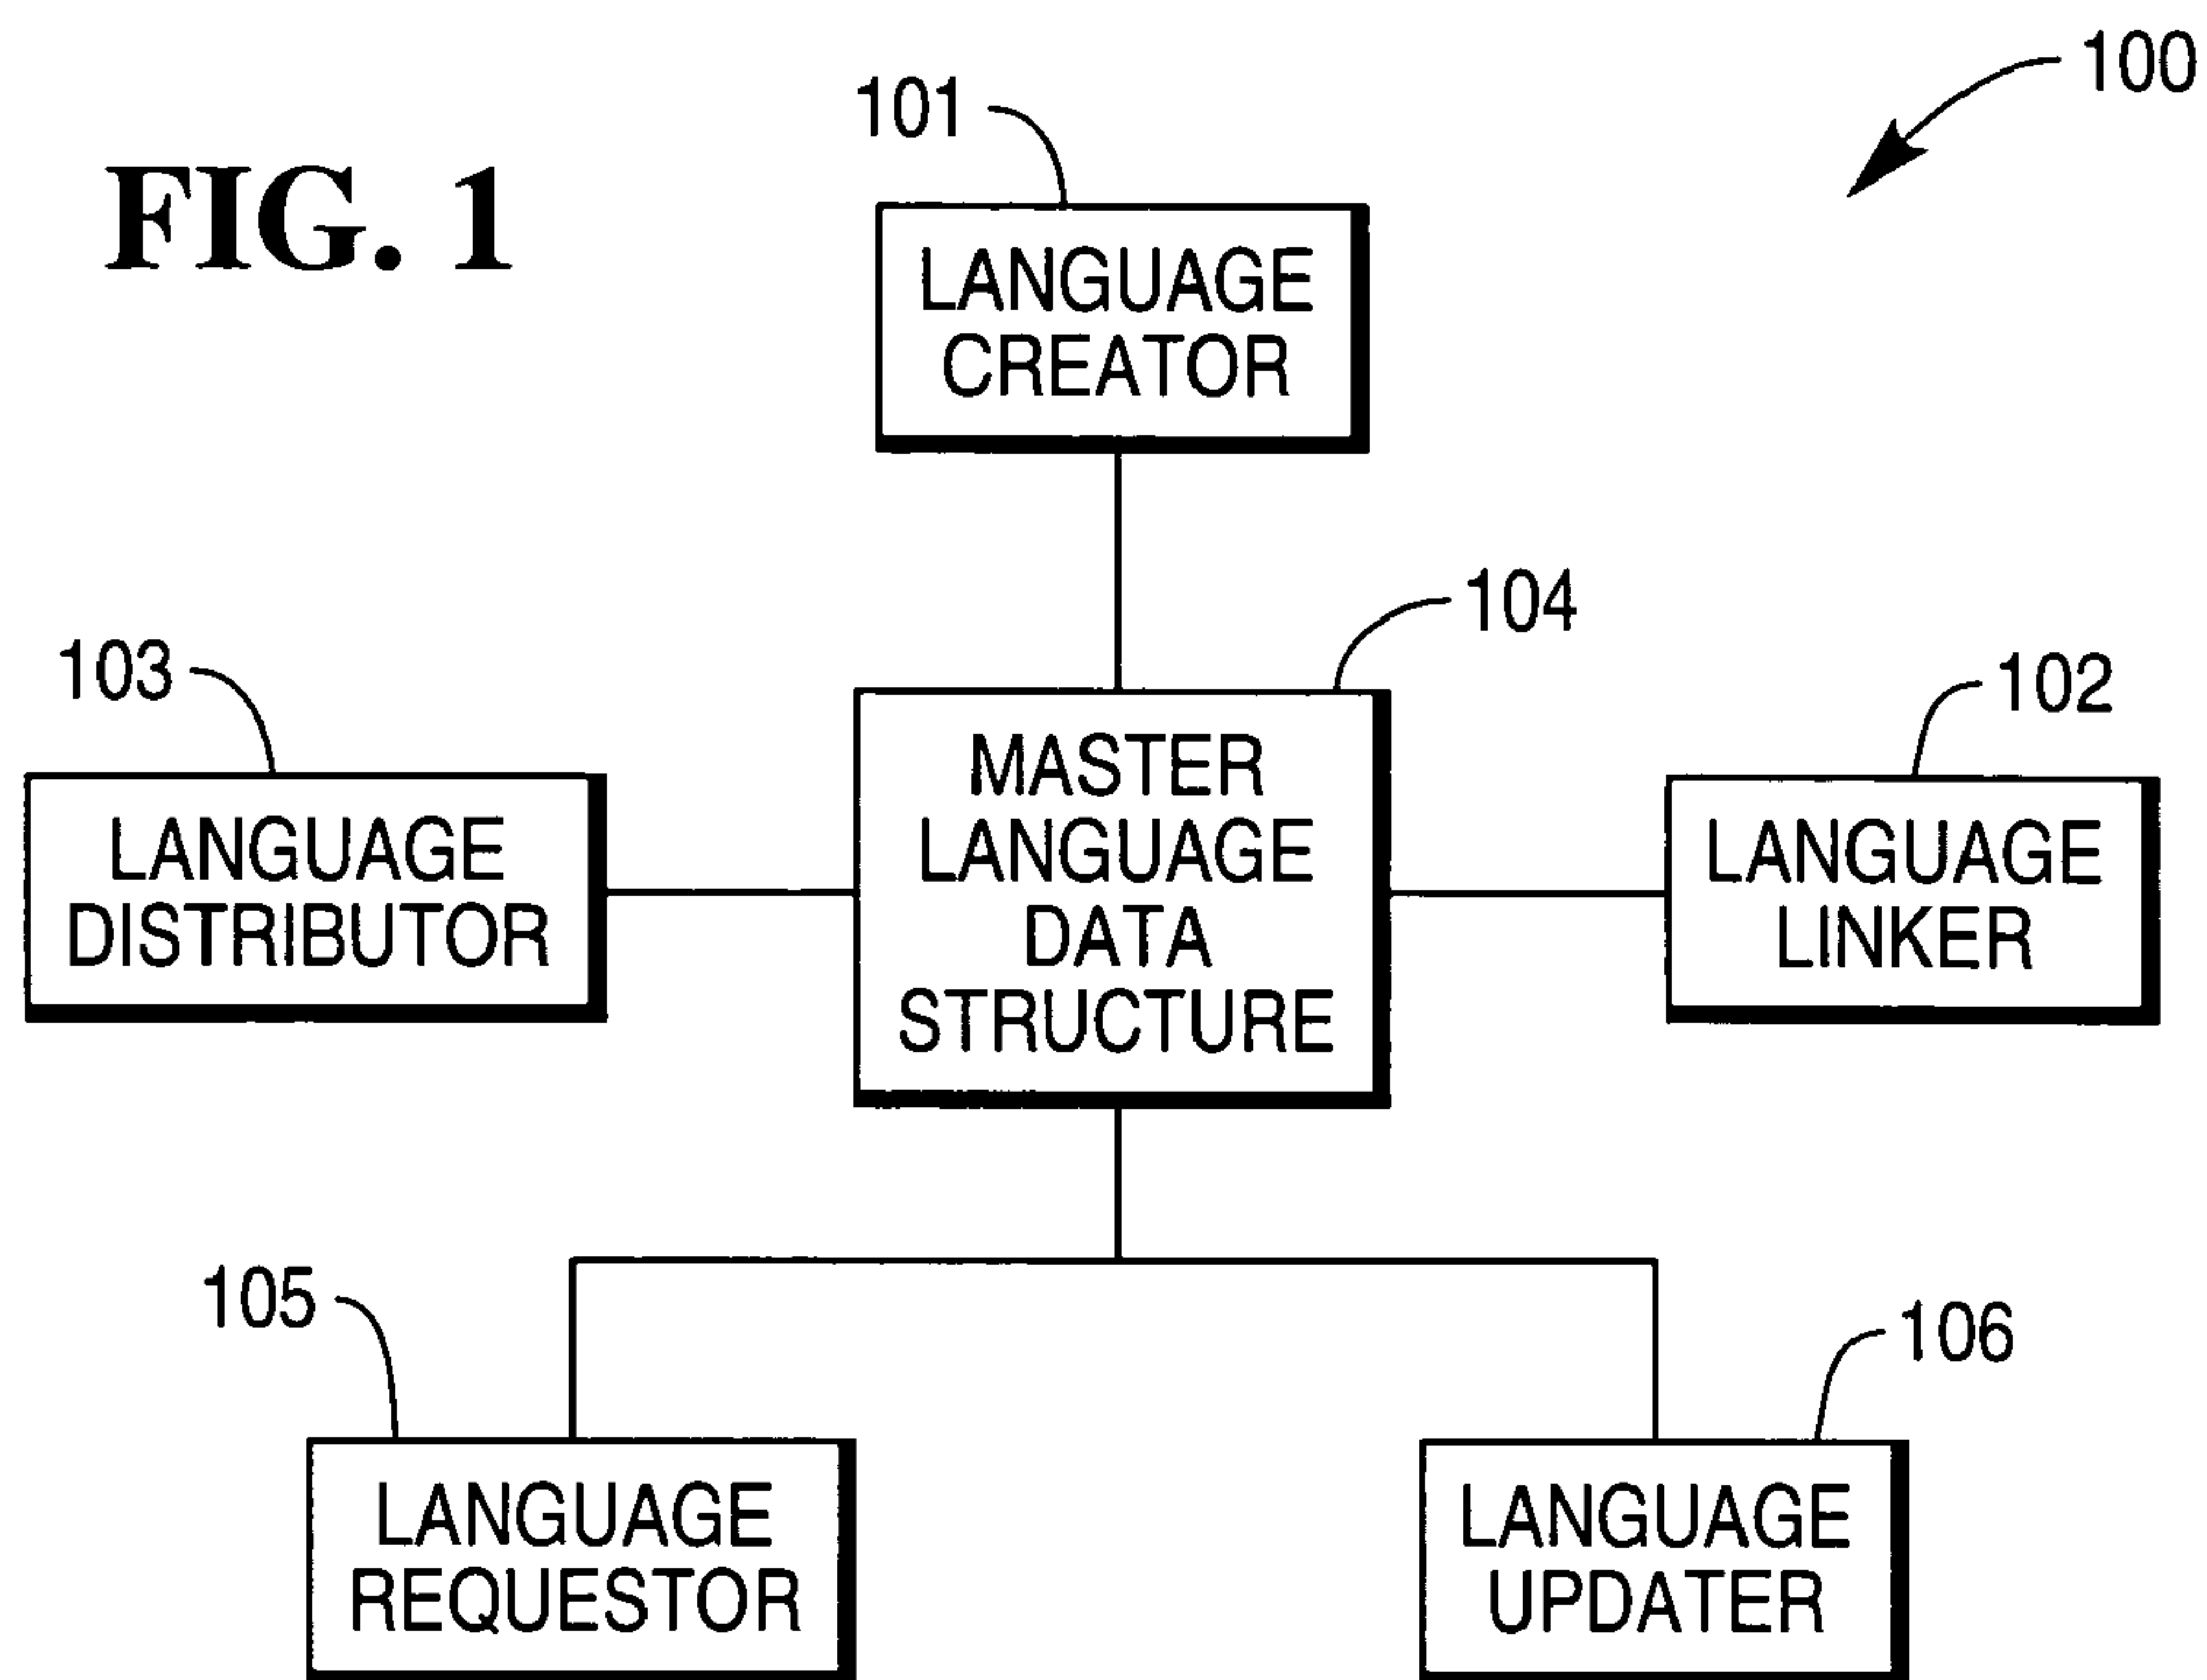 100
101
FIG. 1
LANGUAGE
CREATOR
104
103
102
MASTER
LANGUAGE
DATA
STRUCTURE
LANGUAGE
DISTRIBUTOR
LANGUAGE
LINKER
105
106
LANGUAGE
REQUESTOR
LANGUAGE
UPDATER